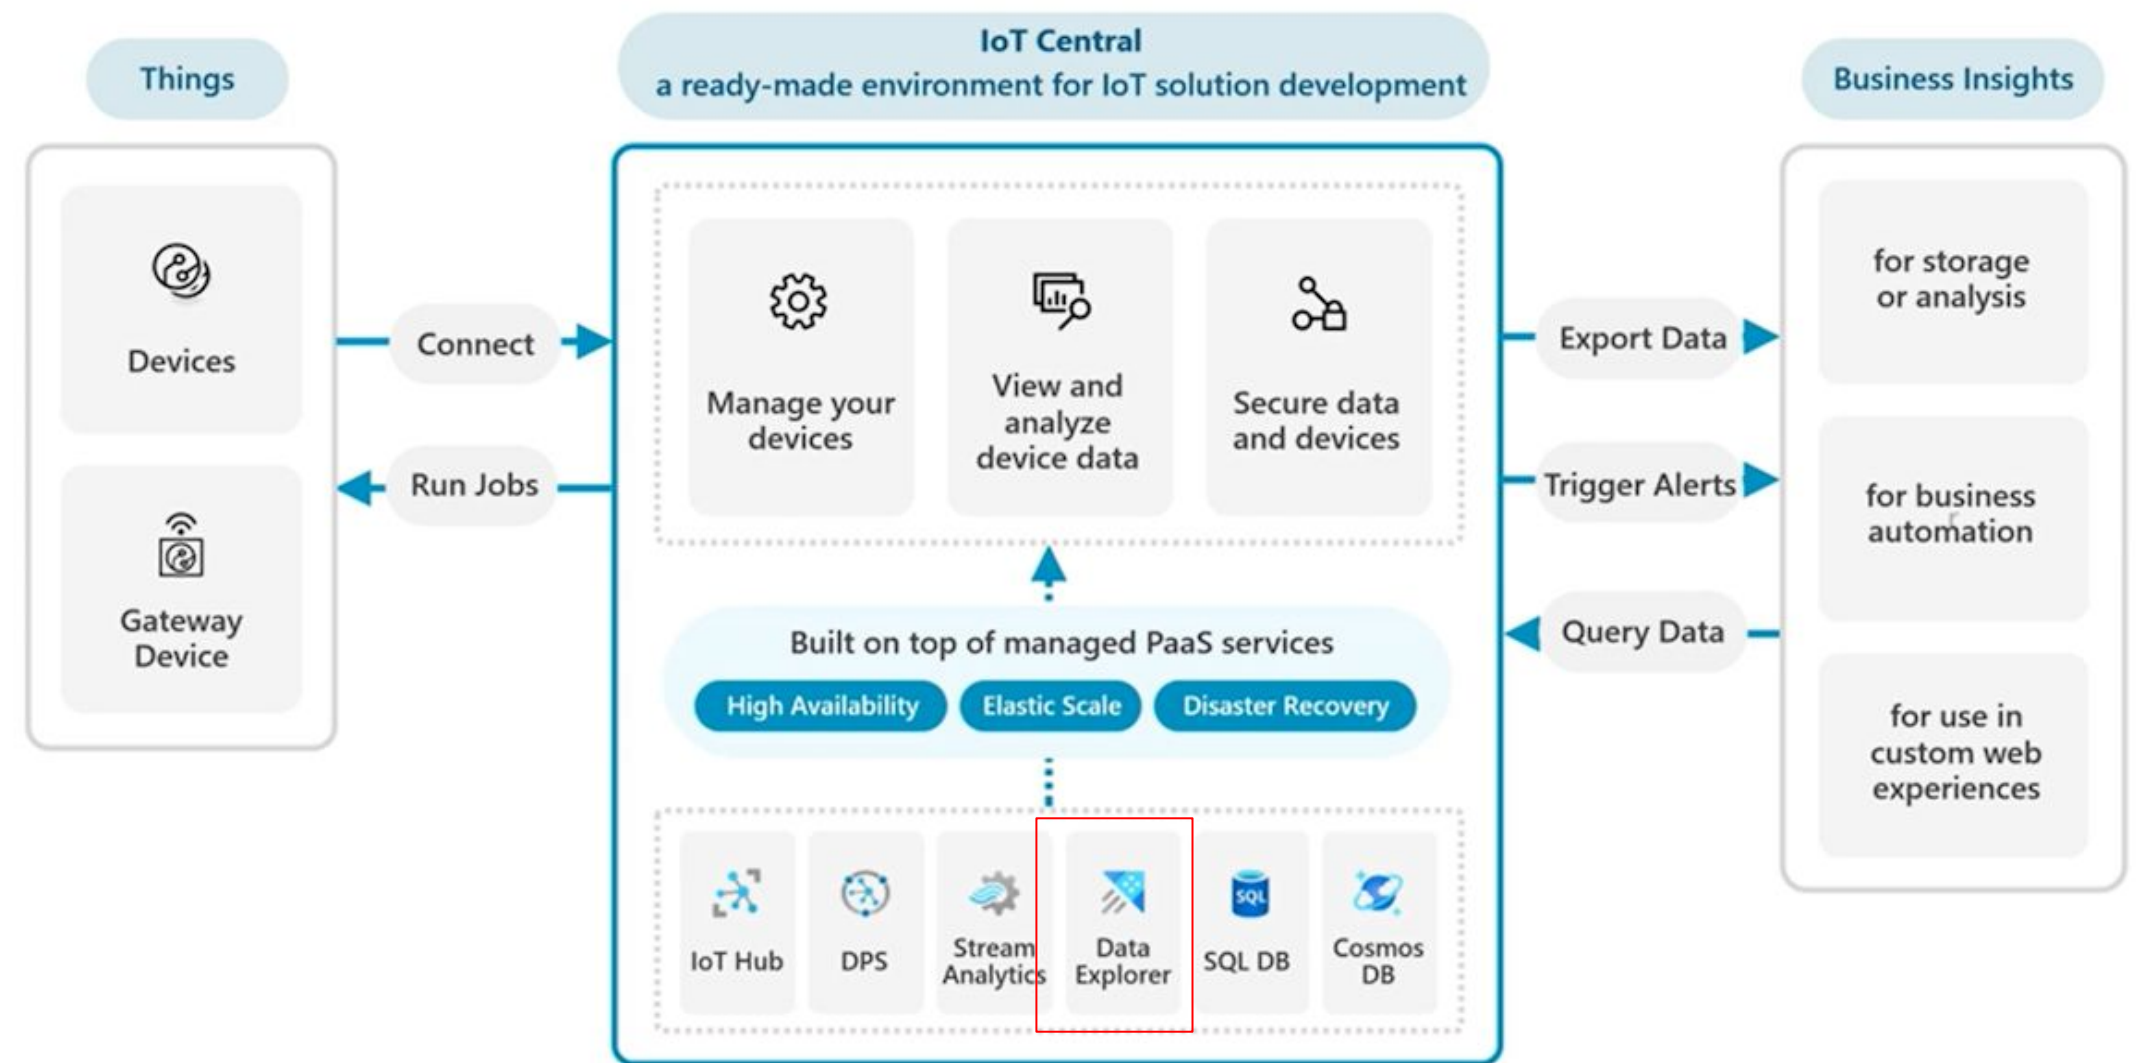 Things
IoT Central
a ready-made environment for IoT solution development
Business Insights
Devices
Gateway
Device
Connect
Run Jobs
Manage your
devices
View and
analyze
device data
Secure data
and devices
Built on top of managed PaaS services
High Availability
Elastic Scale
Disaster Recovery
IoT Hub
DPS
Stream
Analytics
Data
Explorer
SQL
SQL DB
Cosmos
DB
Export Data
Trigger Alerts
Query Data
for storage
or analysis
for business
automation
for use in
custom web
experiences